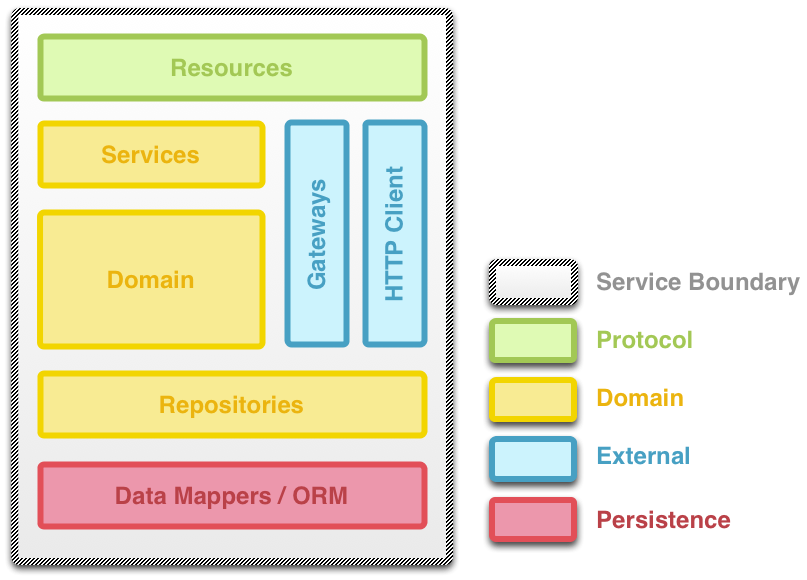 Resources
Services
Gateways
HTTP Client
Domain
Repositories
Data Mappers / ORM
Service Boundary
Protocol
Domain
External
Persistence